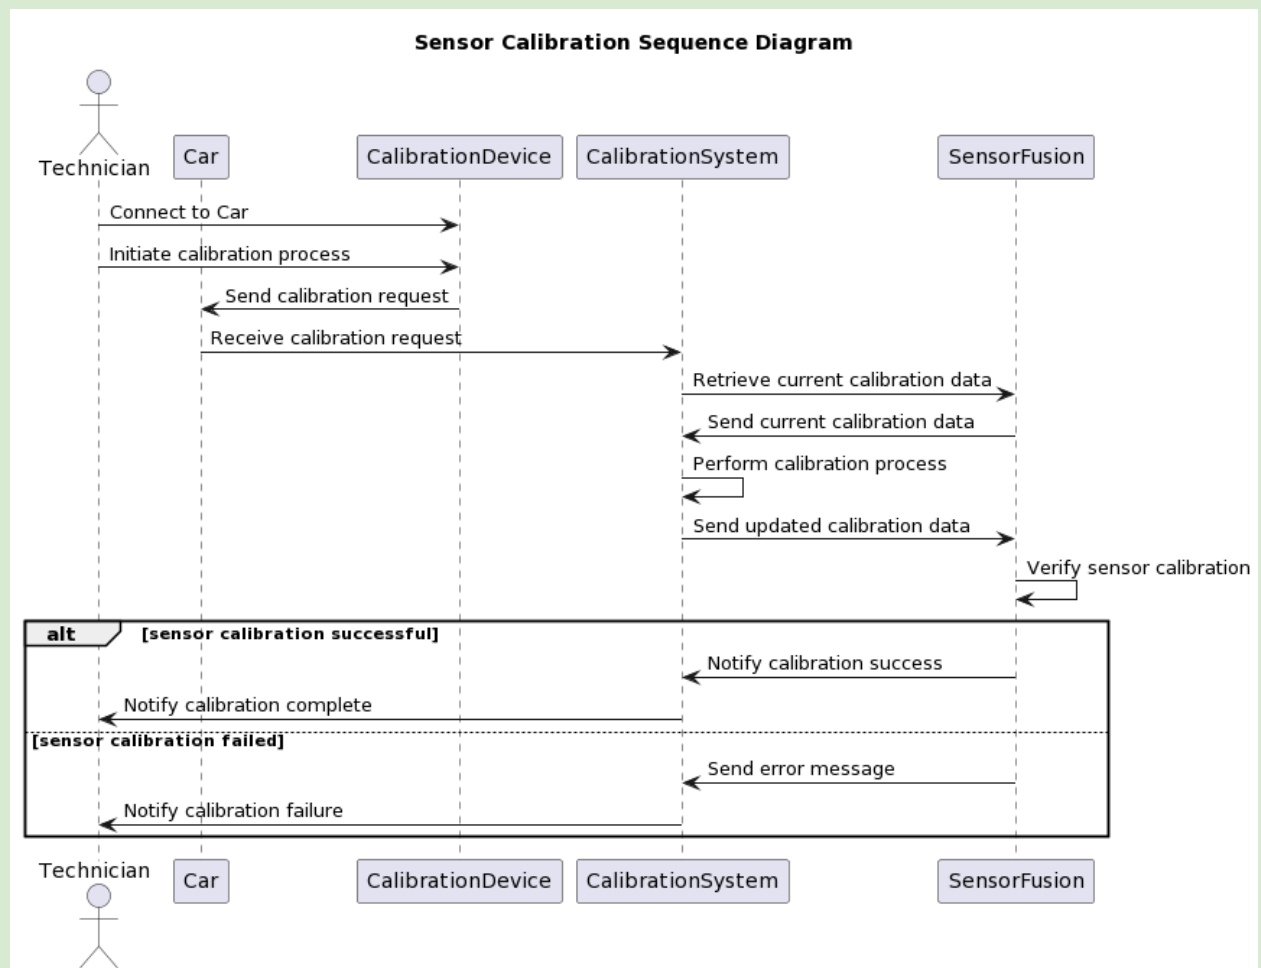 Sensor Calibration Sequence Diagram
Technician
Car
CalibrationDevice
CalibrationSystem
SensorFusion
Connect to Car
Initiate calibration process
Send calibration request
Receive calibration request
Retrieve current calibration data
Send current calibration data
Perform calibration process
Send updated calibration data
Verify sensor calibration
alt
[sensor calibration successful]
Notify calibration success
Notify calibration complete
[sensor calibration failed]
Send error message
Notify calibration failure
Technician
Car
CalibrationDevice
CalibrationSystem
SensorFusion